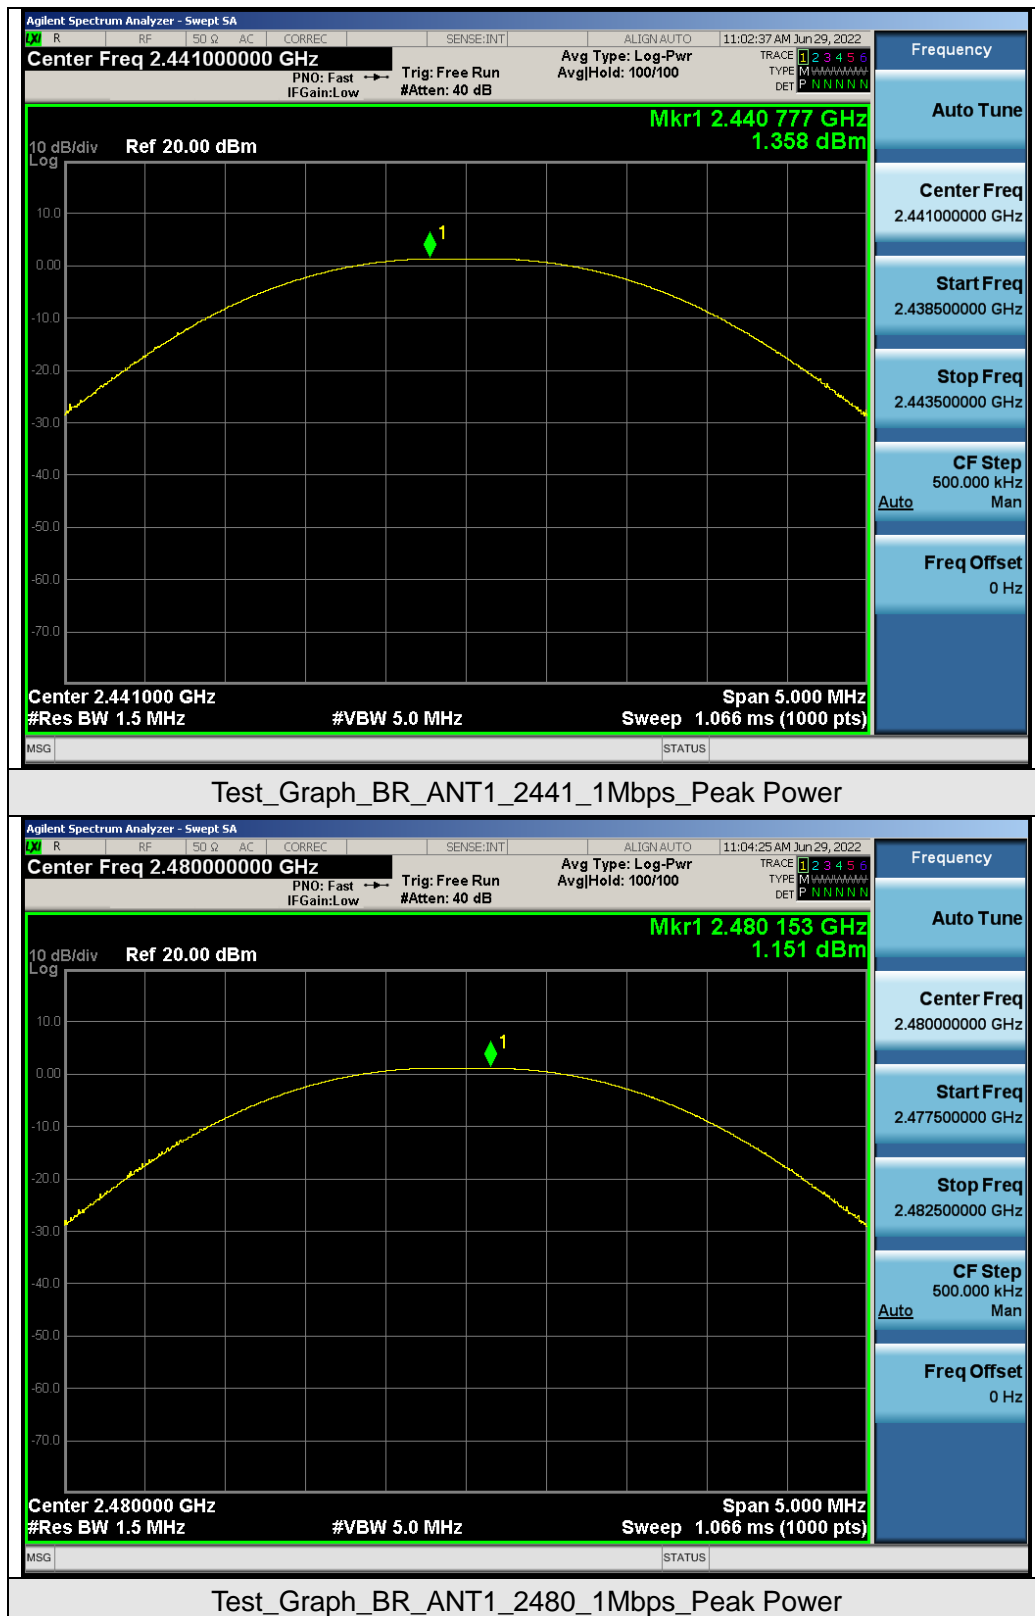 Agilent Spectrum Analyzer - Swept SA
LXI R RF 50 Ω AC CORREC SENSE:INT ALIGN AUTO 11:02:37 AM Jun 29, 2022
Center Freq 2.441000000 GHz Avg Type: Log-Pwr TRACE 1 2 3 4 5 6
PNO: Fast Trig: Free Run Avg|Hold: 100/100 TYPE M WWWWW
IFGain:Low #Atten: 40 dB DET P N N N N N
Mkr1 2.440 777 GHz
1.358 dBm
10 dB/div Ref 20.00 dBm
Log
10.0
0.00
-10.0
-20.0
-30.0
-40.0
-50.0
-60.0
-70.0
1
Center 2.441000 GHz Span 5.000 MHz
#Res BW 1.5 MHz #VBW 5.0 MHz Sweep 1.066 ms (1000 pts)
MSG STATUS
Frequency
Auto Tune
Center Freq
2.441000000 GHz
Start Freq
2.438500000 GHz
Stop Freq
2.443500000 GHz
CF Step
500.000 kHz
Auto Man
Freq Offset
0 Hz
Test_Graph_BR_ANT1_2441_1Mbps_Peak Power
Agilent Spectrum Analyzer - Swept SA
LXI R RF 50 Ω AC CORREC SENSE:INT ALIGN AUTO 11:04:25 AM Jun 29, 2022
Center Freq 2.480000000 GHz Avg Type: Log-Pwr TRACE 1 2 3 4 5 6
PNO: Fast Trig: Free Run Avg|Hold: 100/100 TYPE M WWWWW
IFGain:Low #Atten: 40 dB DET P N N N N N
Mkr1 2.480 153 GHz
1.151 dBm
10 dB/div Ref 20.00 dBm
Log
10.0
0.00
-10.0
-20.0
-30.0
-40.0
-50.0
-60.0
-70.0
1
Center 2.480000 GHz Span 5.000 MHz
#Res BW 1.5 MHz #VBW 5.0 MHz Sweep 1.066 ms (1000 pts)
MSG STATUS
Frequency
Auto Tune
Center Freq
2.480000000 GHz
Start Freq
2.477500000 GHz
Stop Freq
2.482500000 GHz
CF Step
500.000 kHz
Auto Man
Freq Offset
0 Hz
Test_Graph_BR_ANT1_2480_1Mbps_Peak Power